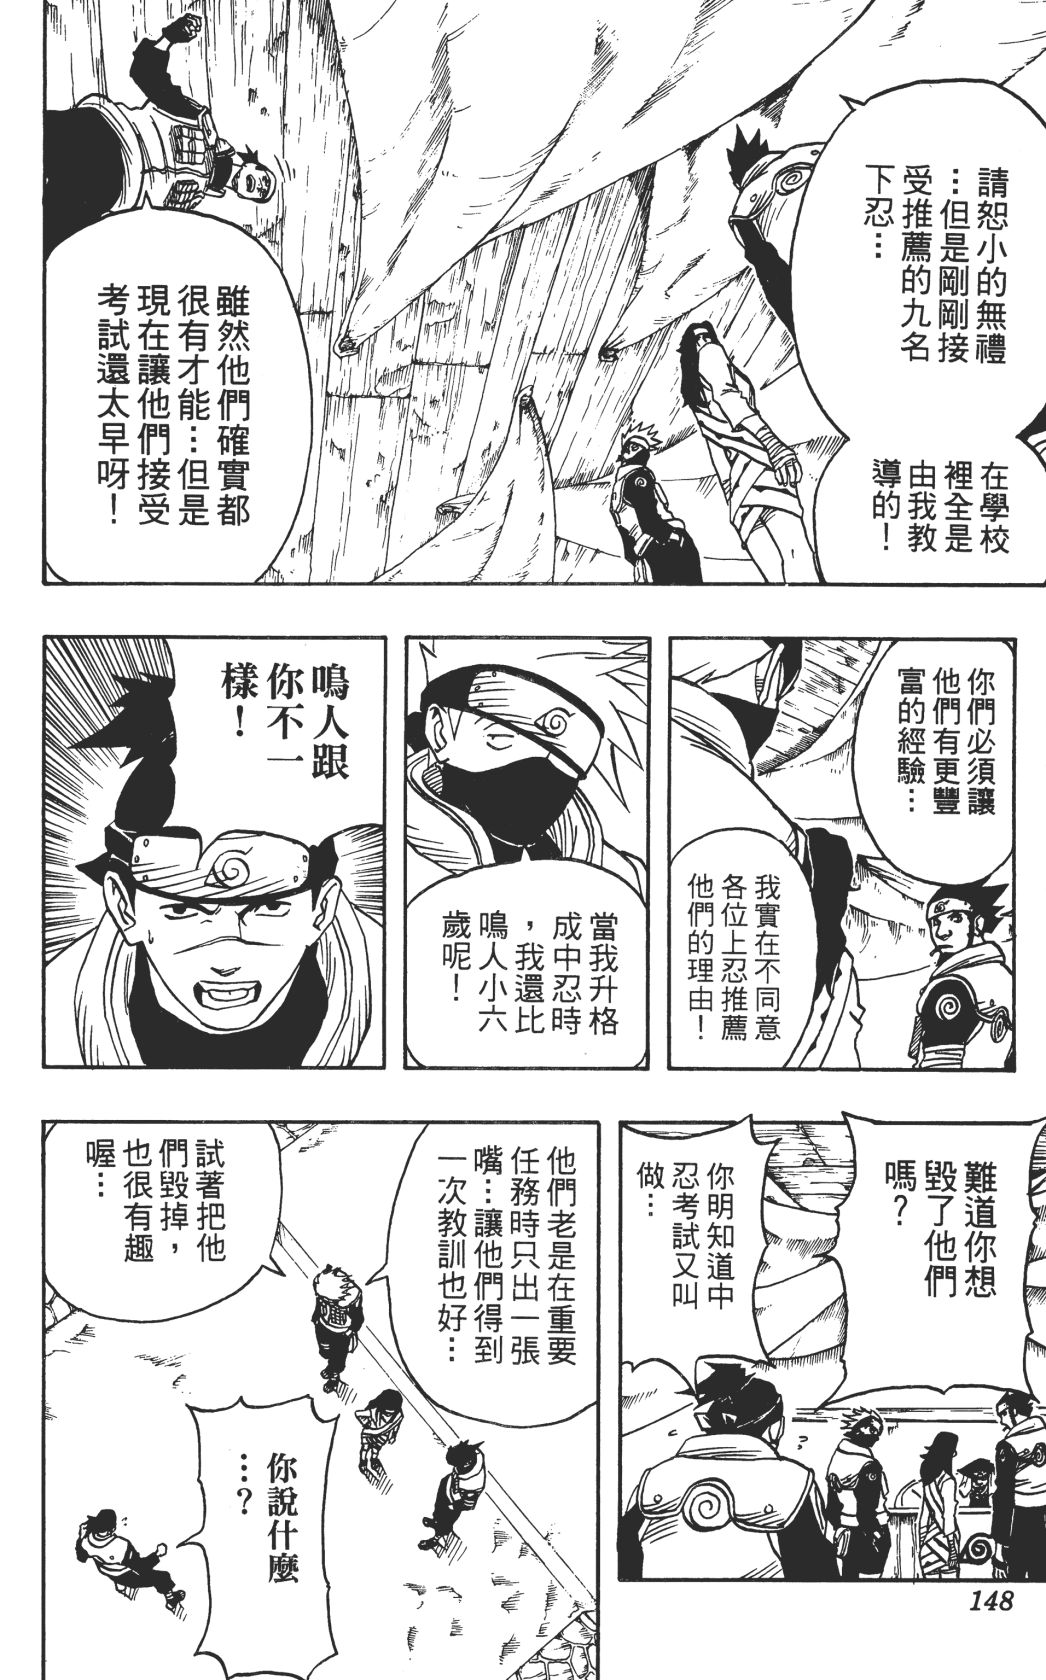 請恕小的無禮
…但是剛剛接
受推薦的九名
下忍…
在學校
裡全是
由我教
導的！
雖然他們確實都
很有才能…但是
現在讓他們接受
考試還太早呀！
你們必須讓
他們有更豐
富的經驗…
我實在不同意
各位上忍推薦
他們的理由！
當我升格
成中忍時
，我還比
鳴人小六
歲呢！
鳴人跟
你不一
樣！
難道你想
毀了他們
嗎？
你明知道中
忍考試又叫
做…
他們老是在重要
任務時只出一張
嘴…讓他們得到
一次教訓也好…
試著把他
們毀掉，
也很有趣
喔…
你說什麼
…？
148